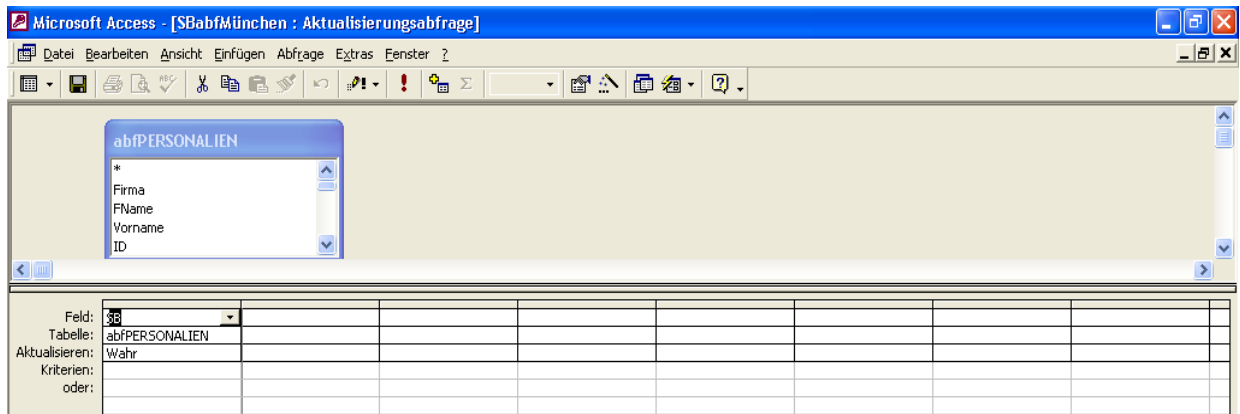 Microsoft Access - [SBabfMünchen : Aktualisierungsabfrage]
Datei Bearbeiten Ansicht Einfügen Abfrage Extras Fenster ?
abfPERSONALIEN
*
Firma
FName
Vorname
ID
Feld: SB
Tabelle: abfPERSONALIEN
Aktualisieren: Wahr
Kriterien:
oder: